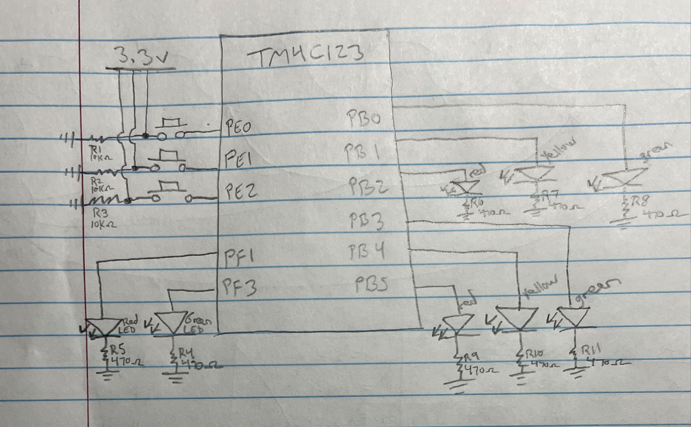 3.3v
TM4C123
PE0
PE1
PE2
PF1
PF3
PB0
PB1
PB2
PB3
PB4
PB5
R1
10KΩ
R2
10KΩ
R3
10KΩ
red
yellow
green
R6
470Ω
R7
470Ω
R8
470Ω
Red
LED
Green
LED
R5
470Ω
R4
470Ω
red
yellow
green
R9
470Ω
R10
470Ω
R11
470Ω